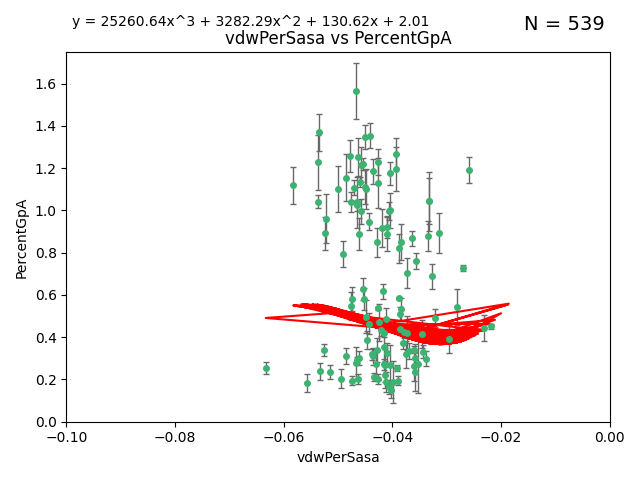 y = 25260.64x^3 + 3282.29x^2 + 130.62x + 2.01
N = 539
vdwPerSasa vs PercentGpA
PercentGpA
1.6
1.4
1.2
1.0
0.8
0.6
0.4
0.2
0.0
−0.10 −0.08 −0.06 −0.04 −0.02 0.00
vdwPerSasa